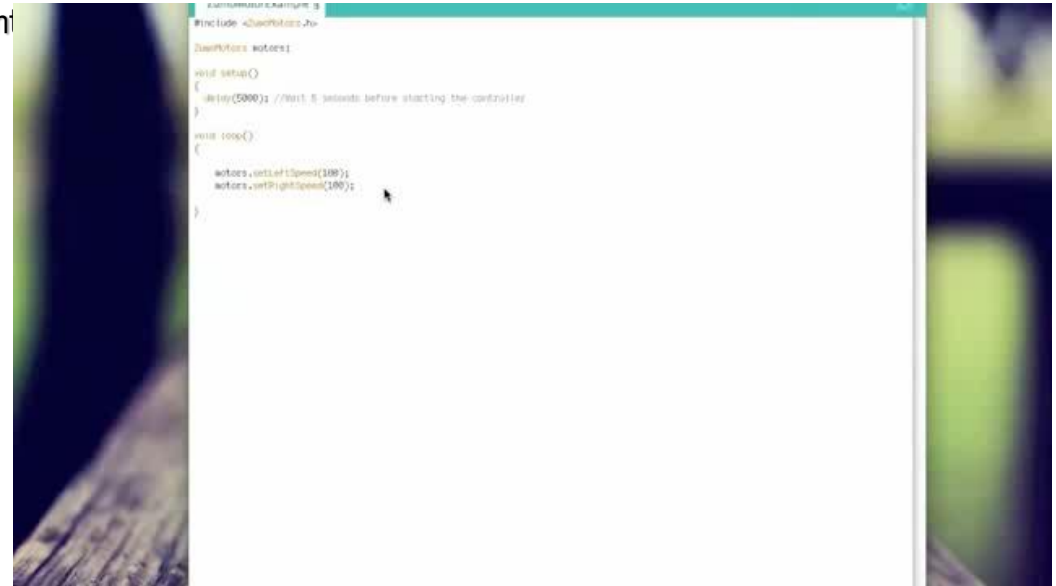 ZumoMotorExample §
#include <ZumoMotors.h>
ZumoMotors motors;
void setup()
{
delay(5000); //Wait 5 seconds before starting the controller
}
void loop()
{
motors.setLeftSpeed(100);
motors.setRightSpeed(100);
}